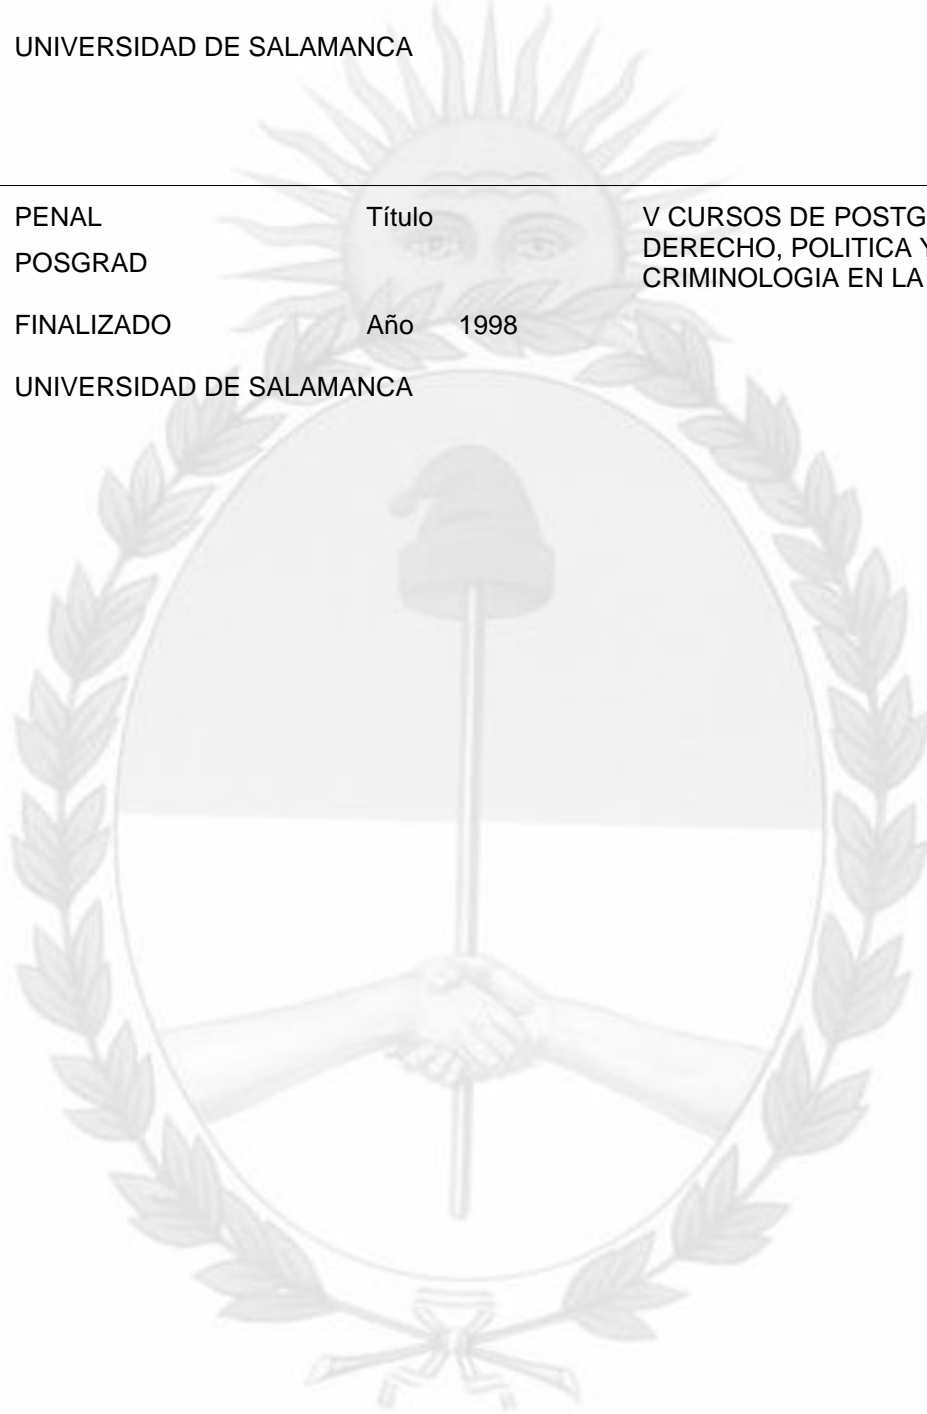 UNIVERSIDAD DE SALAMANCA
PENAL Título V CURSOS DE POSTG
POSGRAD DERECHO, POLITICA Y
CRIMINOLOGIA EN LA
FINALIZADO Año 1998
UNIVERSIDAD DE SALAMANCA